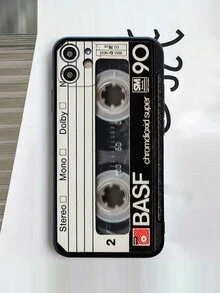 BASF chromdioxid super SM 90
Stereo Mono Dolby N
2